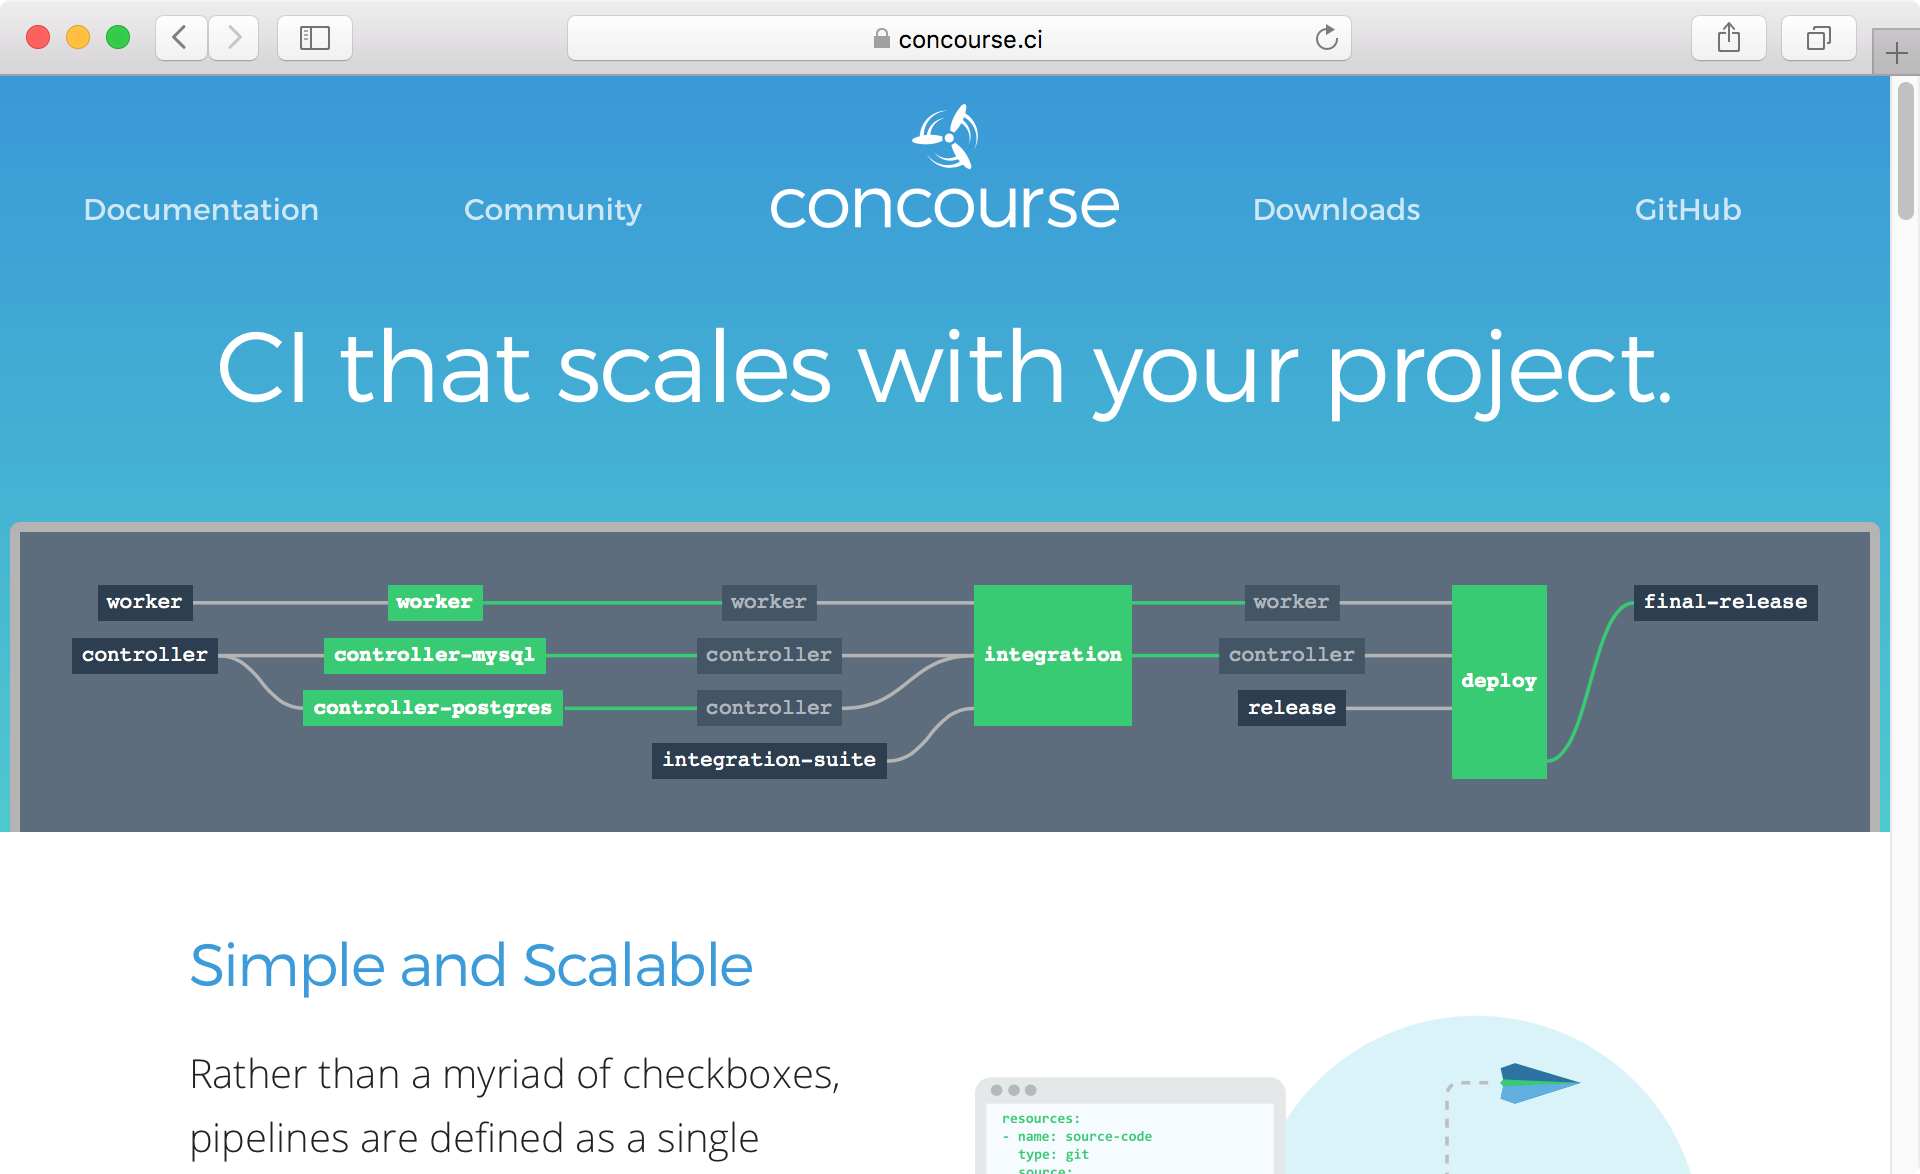 concourse.ci
Documentation
Community
concourse
Downloads
GitHub
CI that scales with your project.
worker
worker
worker
worker
final-release
controller
controller-mysql
controller
integration
controller
deploy
controller-postgres
controller
release
integration-suite
Simple and Scalable
Rather than a myriad of checkboxes,
pipelines are defined as a single
resources:
- name: source-code
type: git
source: